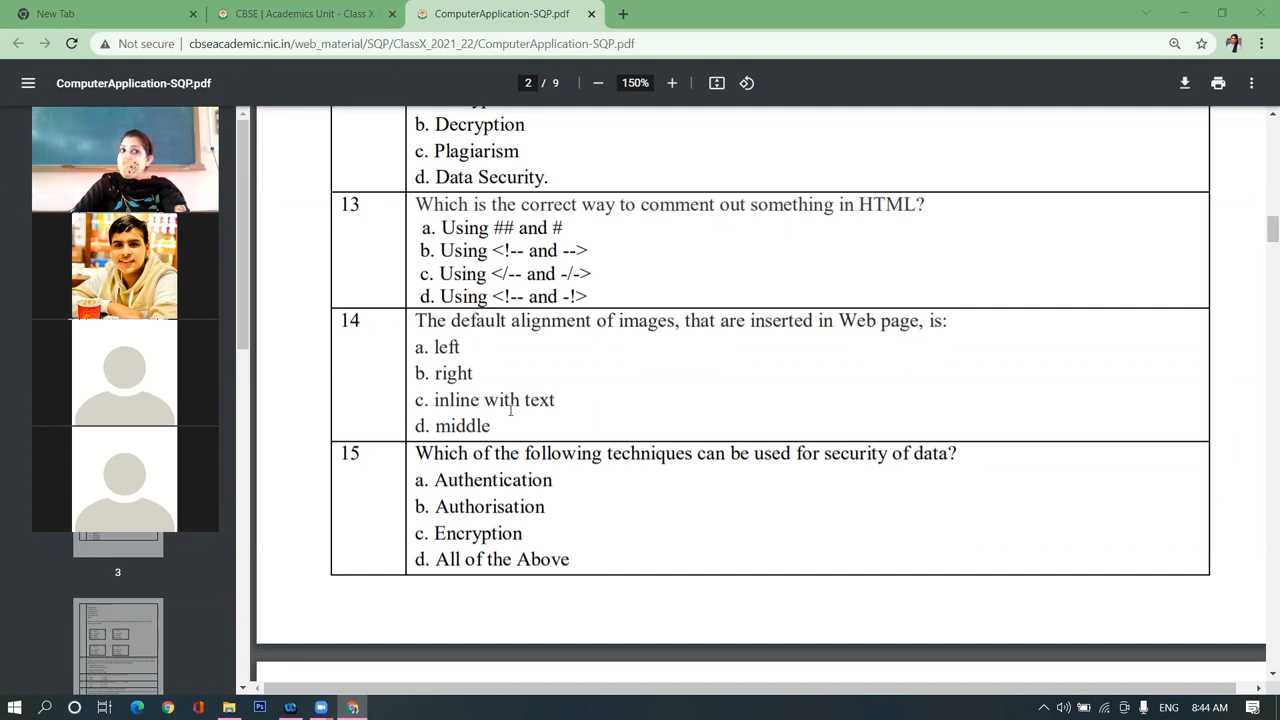 New Tab
CBSE | Academics Unit - Class X
ComputerApplication-SQP.pdf
Not secure | cbseacademic.nic.in/web_material/SQP/ClassX_2021_22/ComputerApplication-SQP.pdf
ComputerApplication-SQP.pdf
2 / 9
150%
b. Decryption
c. Plagiarism
d. Data Security.
13 Which is the correct way to comment out something in HTML?
a. Using ## and #
b. Using <!-- and -->
c. Using </-- and -/->
d. Using <!-- and -!>
14 The default alignment of images, that are inserted in Web page, is:
a. left
b. right
c. inline with text
d. middle
15 Which of the following techniques can be used for security of data?
a. Authentication
b. Authorisation
c. Encryption
d. All of the Above
3
ENG
8:44 AM